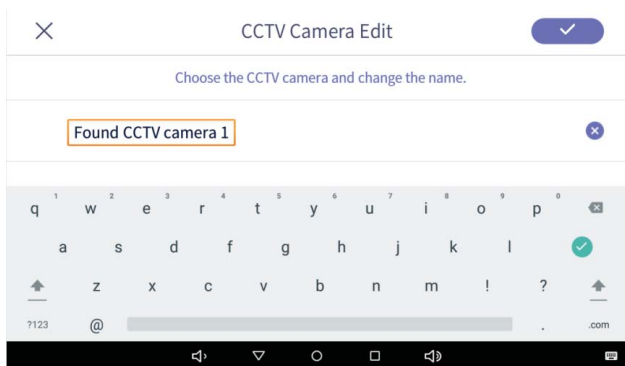 CCTV Camera Edit
Choose the CCTV camera and change the name.
Found CCTV camera 1
q 1 w 2 e 3 r 4 t 5 y 6 u 7 i 8 o 9 p 0
a s d f g h j k l
z x c v b n m ! ?
?123 @ . .com